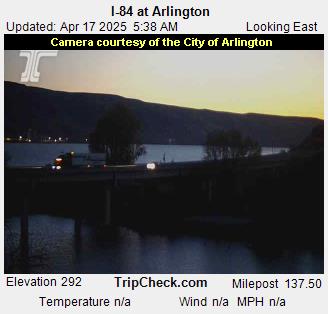 I-84 at Arlington
Updated: Apr 17 2025 5:38 AM Looking East
Camera courtesy of the City of Arlington
Elevation 292 TripCheck.com Milepost 137.50
Temperature n/a Wind n/a MPH n/a